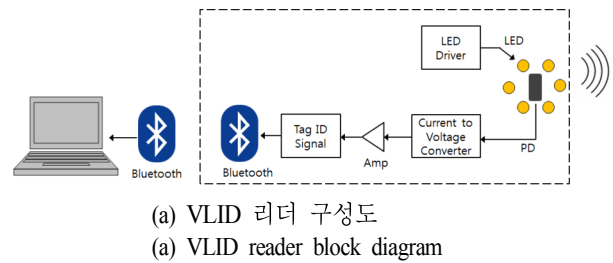 LED
Driver
LED
Tag ID
Signal
Amp
Current to
Voltage
Converter
PD
Bluetooth
Bluetooth
(a) VLID 리더 구성도
(a) VLID reader block diagram